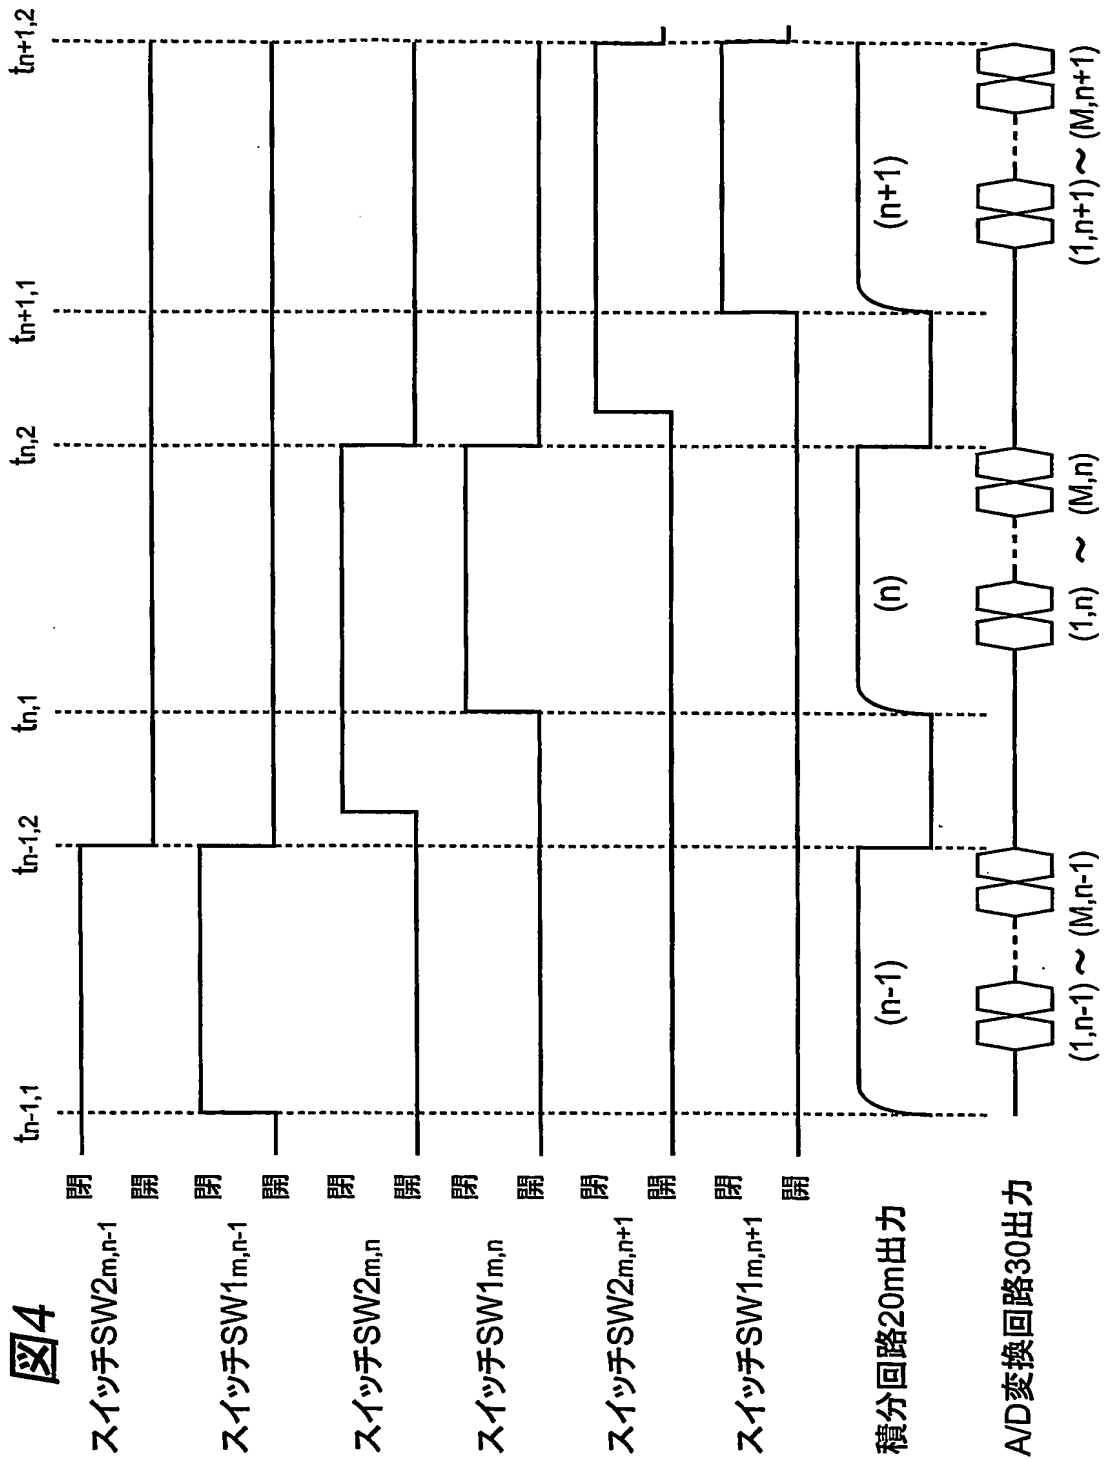 図4
tn-1,1
tn-1,2
tn,1
tn,2
tn+1,1
tn+1,2
スイッチSW2m,n-1
閉
開
スイッチSW1m,n-1
閉
開
スイッチSW2m,n
閉
開
スイッチSW1m,n
閉
開
スイッチSW2m,n+1
閉
開
スイッチSW1m,n+1
閉
開
積分回路20m出力
(n-1)
(n)
(n+1)
A/D変換回路30出力
(1,n-1)～(M,n-1)
(1,n) ～ (M,n)
(1,n+1)～(M,n+1)